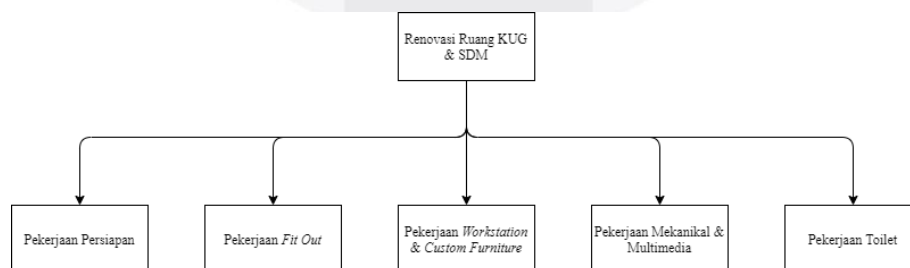 Renovasi Ruang KUG
& SDM
Pekerjaan Persiapan
Pekerjaan Fit Out
Pekerjaan Workstation
& Custom Furniture
Pekerjaan Mekanikal &
Multimedia
Pekerjaan Toilet